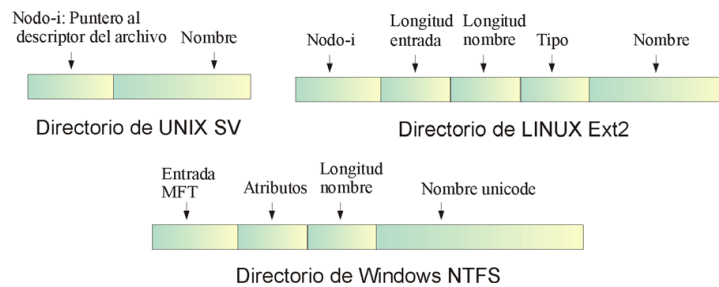 Nodo-i: Puntero al
descriptor del archivo
Nombre
Directorio de UNIX SV
Nodo-i
Longitud
entrada
Longitud
nombre
Tipo
Nombre
Directorio de LINUX Ext2
Entrada
MFT
Atributos
Longitud
nombre
Nombre unicode
Directorio de Windows NTFS